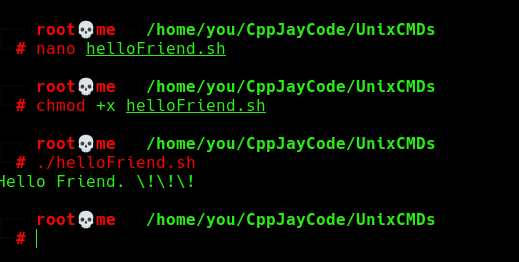 root💀me /home/you/CppJayCode/UnixCMDs
# nano helloFriend.sh
root💀me /home/you/CppJayCode/UnixCMDs
# chmod +x helloFriend.sh
root💀me /home/you/CppJayCode/UnixCMDs
# ./helloFriend.sh
Hello Friend. \!\!\!
root💀me /home/you/CppJayCode/UnixCMDs
#